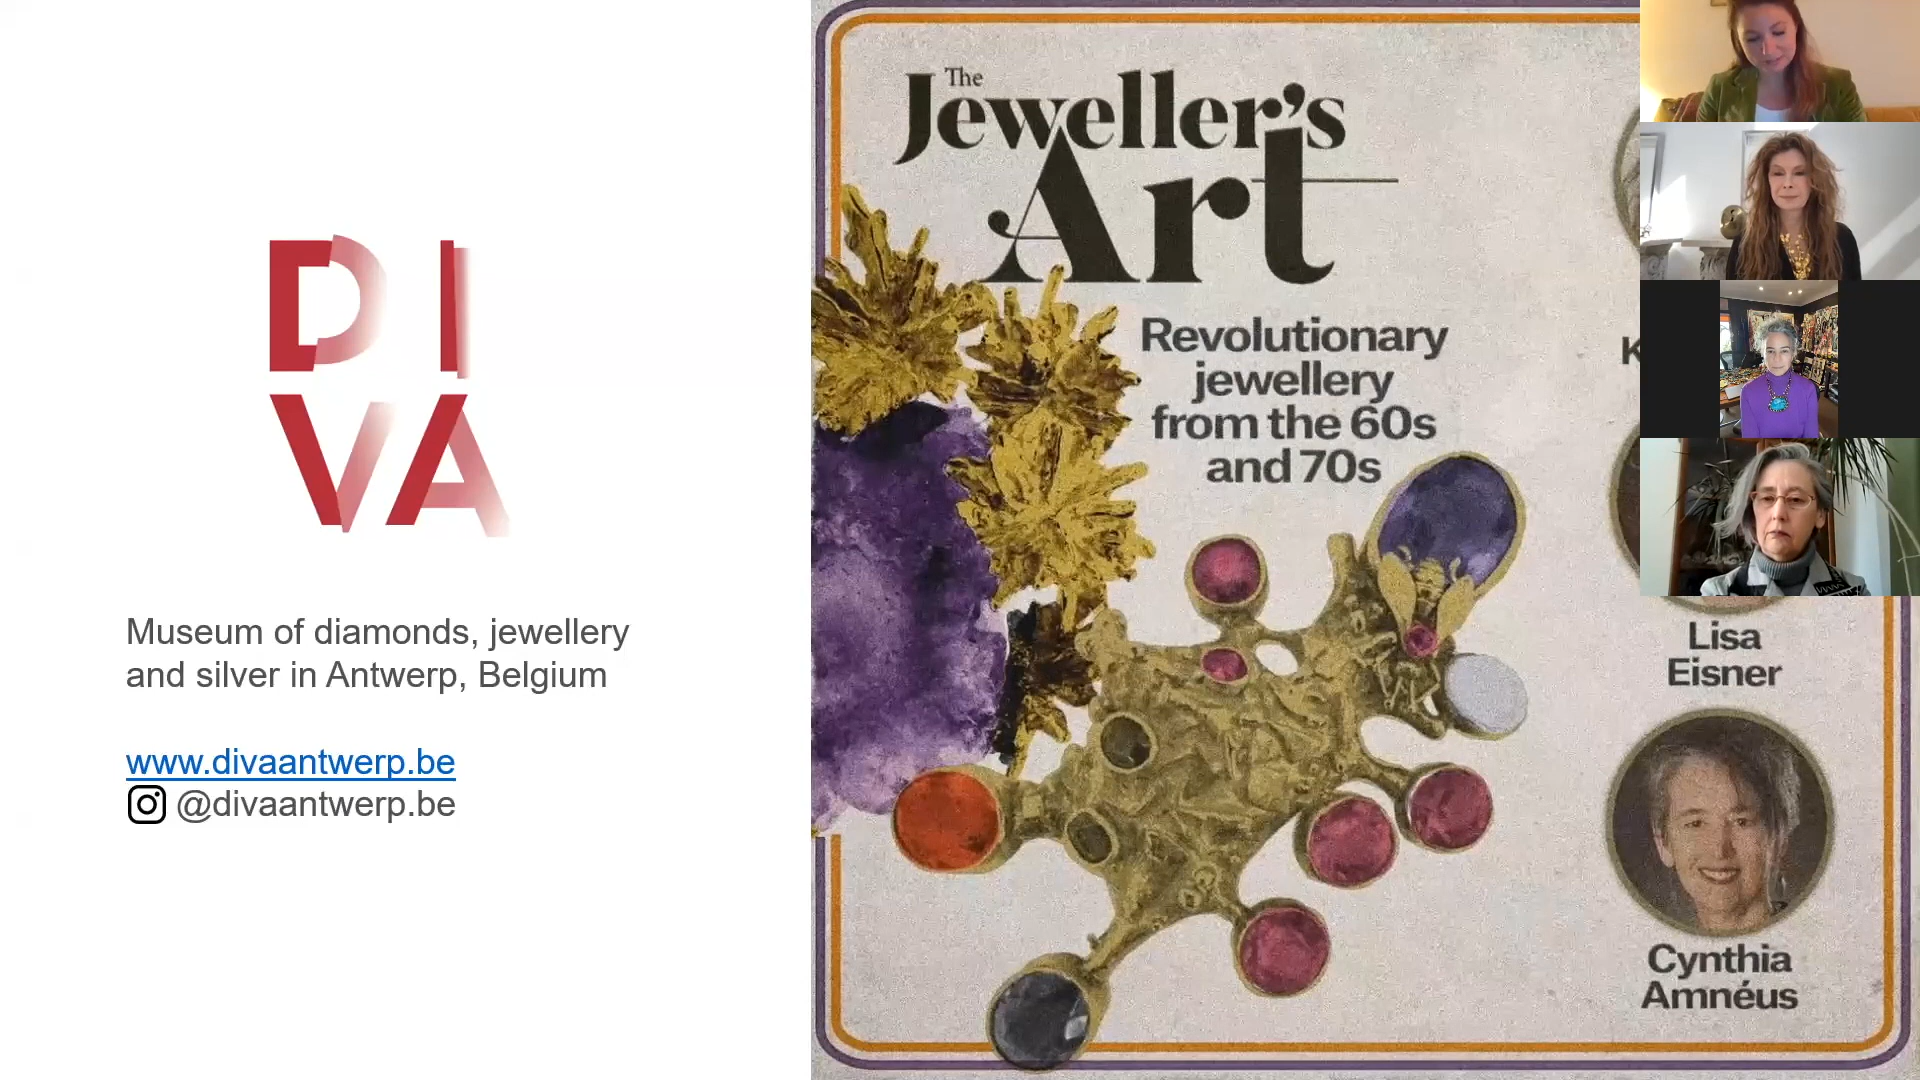 DI
VA
Museum of diamonds, jewellery
and silver in Antwerp, Belgium
www.divaantwerp.be
@divaantwerp.be
The
Jeweller's
Art
Revolutionary
jewellery
from the 60s
and 70s
K
Lisa
Eisner
Cynthia
Amnéus